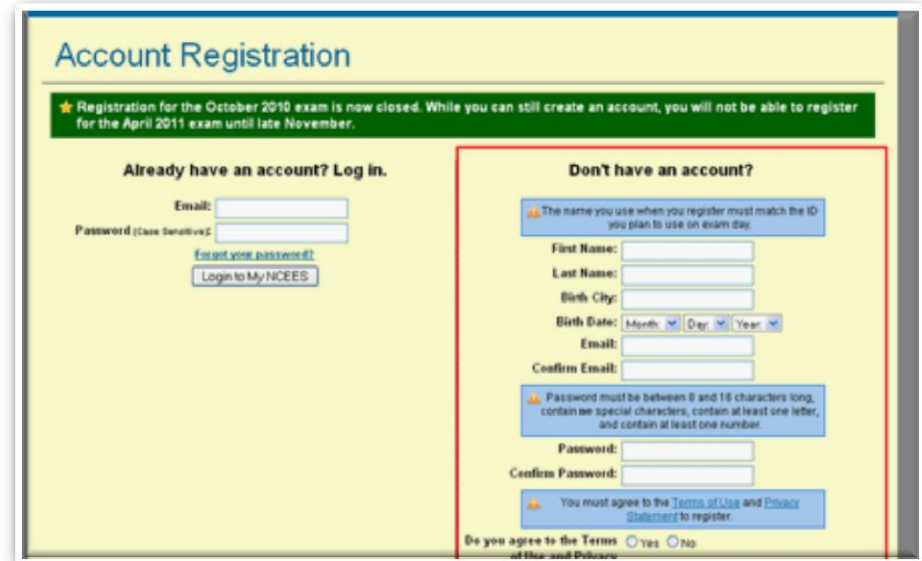 Account Registration
Registration for the October 2010 exam is now closed. While you can still create an account, you will not be able to register
for the April 2011 exam until late November.
Already have an account? Log in.
Email:
Password (Case Sensitive):
Forgot your password?
Login to My NCEES
Don't have an account?
The name you use when you register must match the ID
you plan to use on exam day.
First Name:
Last Name:
Birth City:
Birth Date: Month: Day: Year:
Email:
Confirm Email:
Password must be between 8 and 16 characters long,
contain no special characters, contain at least one letter,
and contain at least one number.
Password:
Confirm Password:
You must agree to the Terms of Use and Privacy
Statement to register.
Do you agree to the Terms Yes No
of Use and Privacy